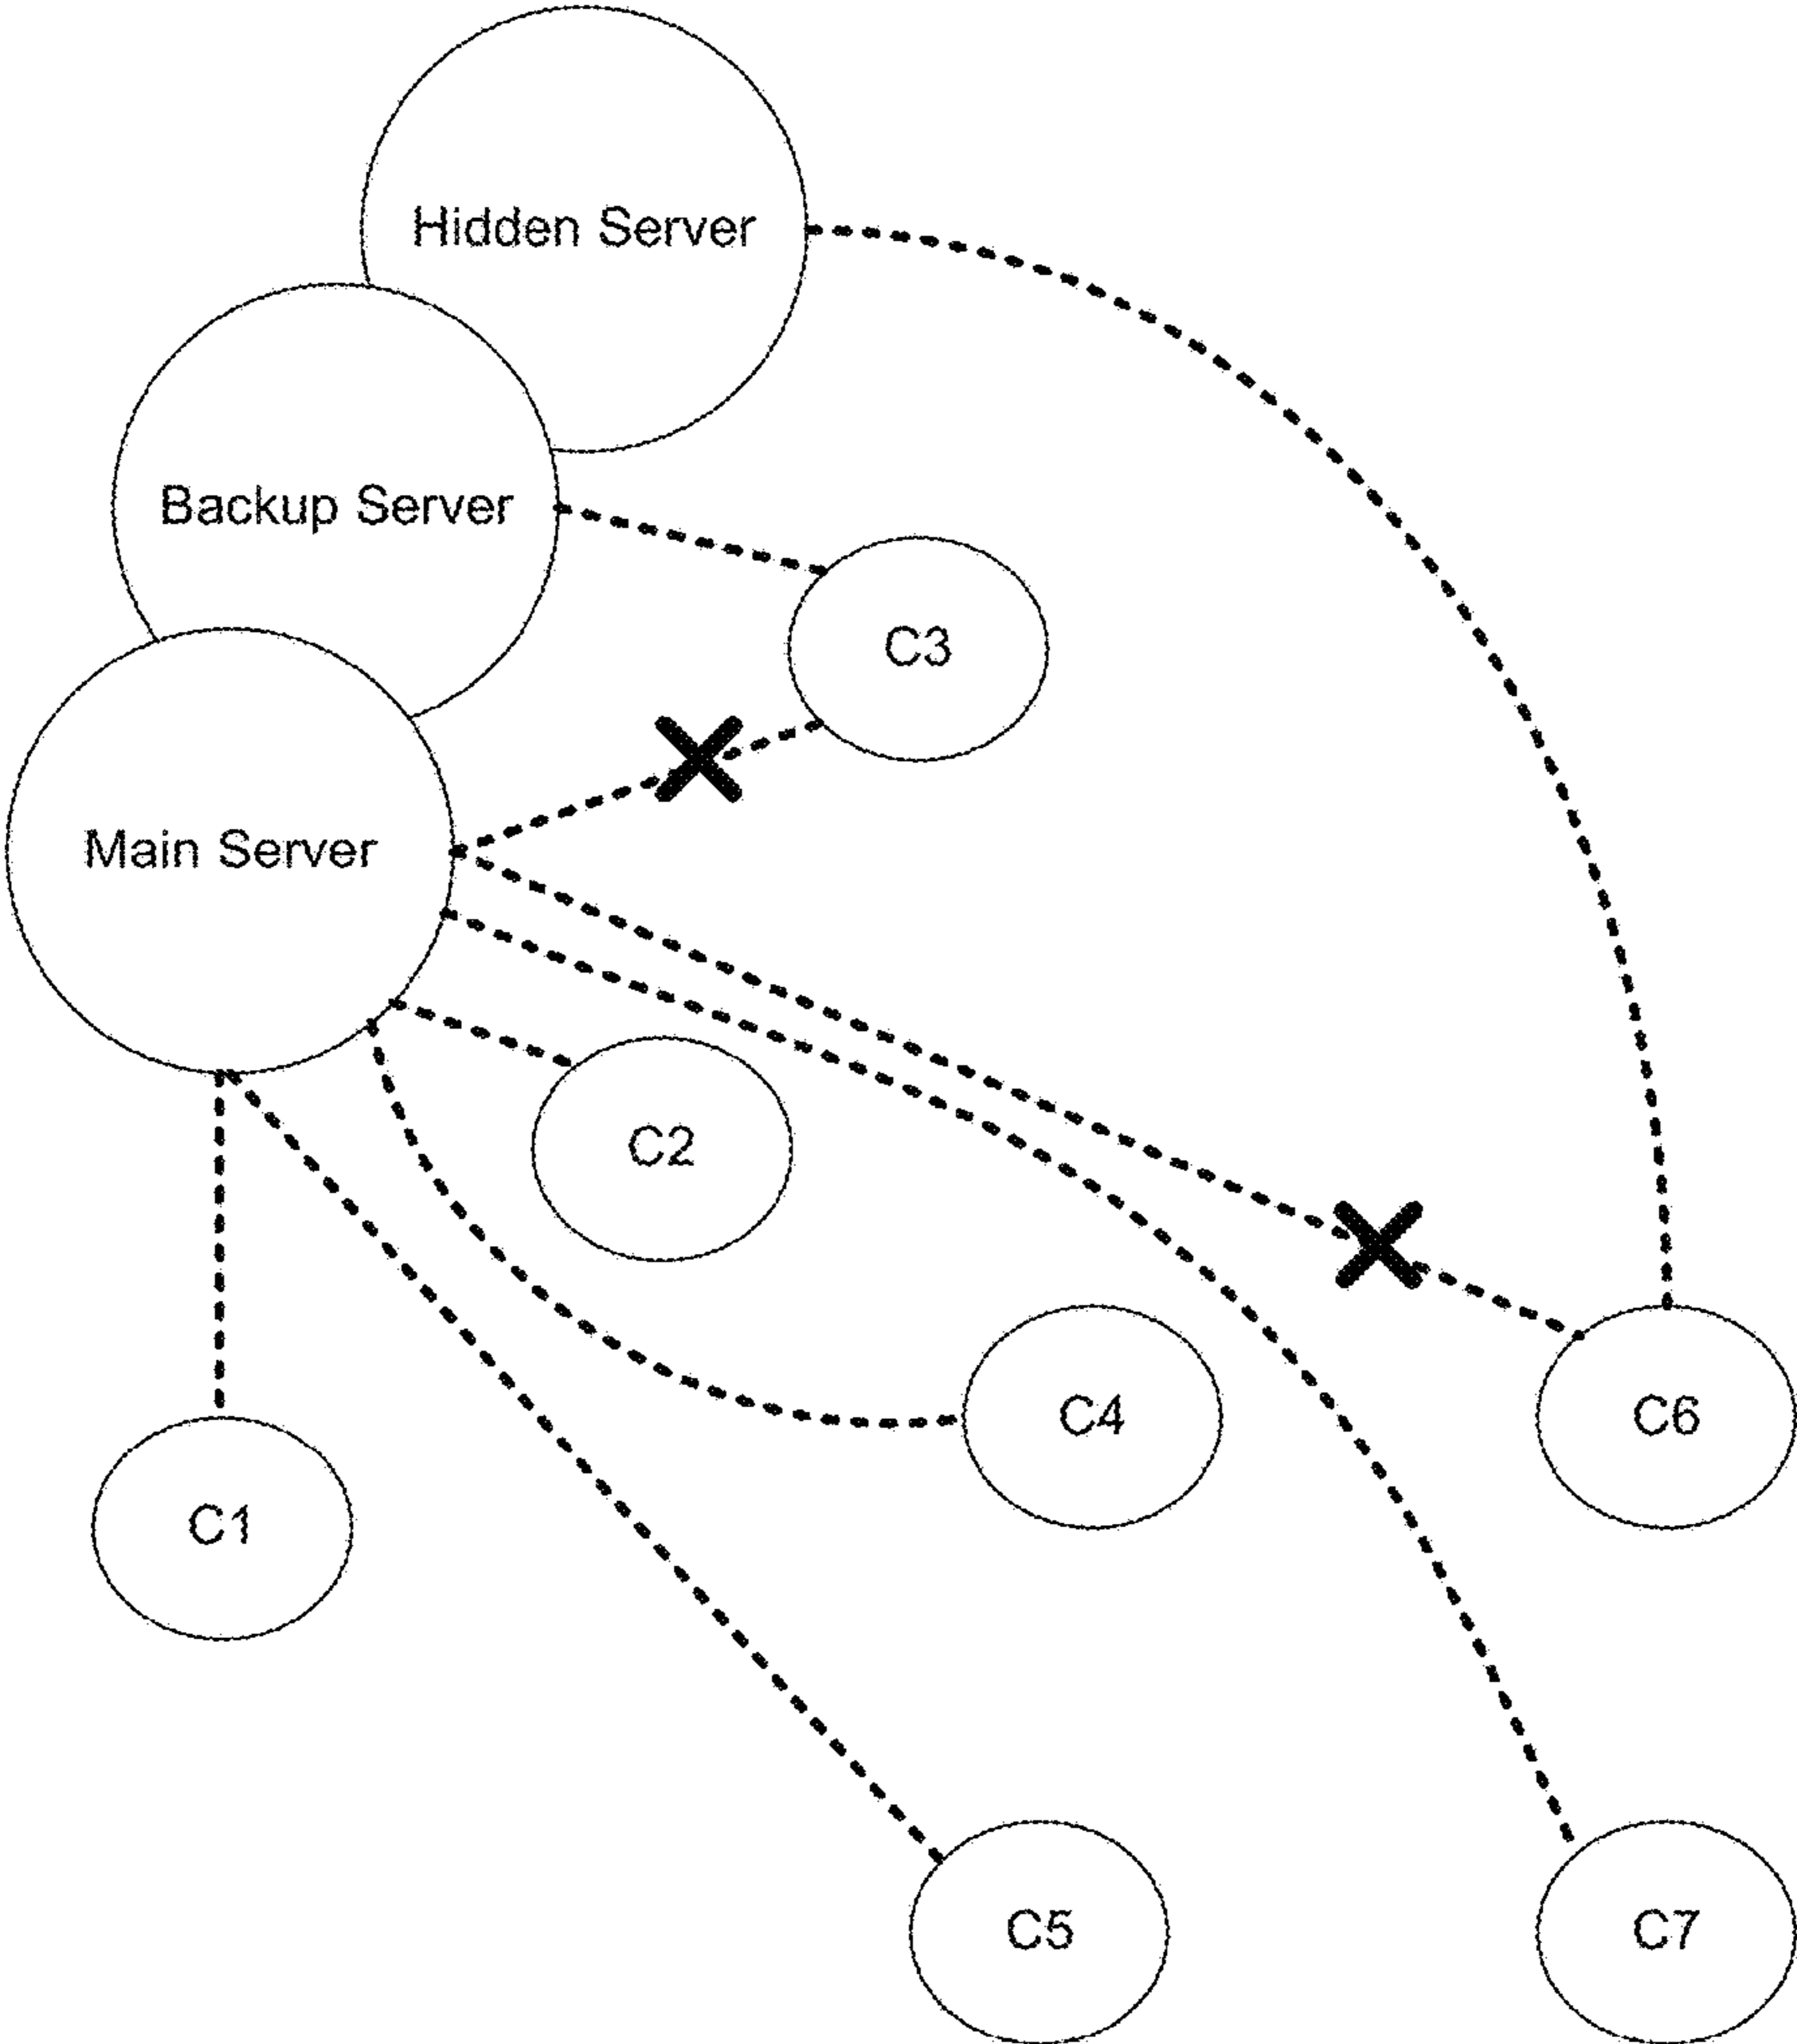 Hidden Server
Backup Server
C3
Main Server
C2
C4
C6
C1
C5
C7